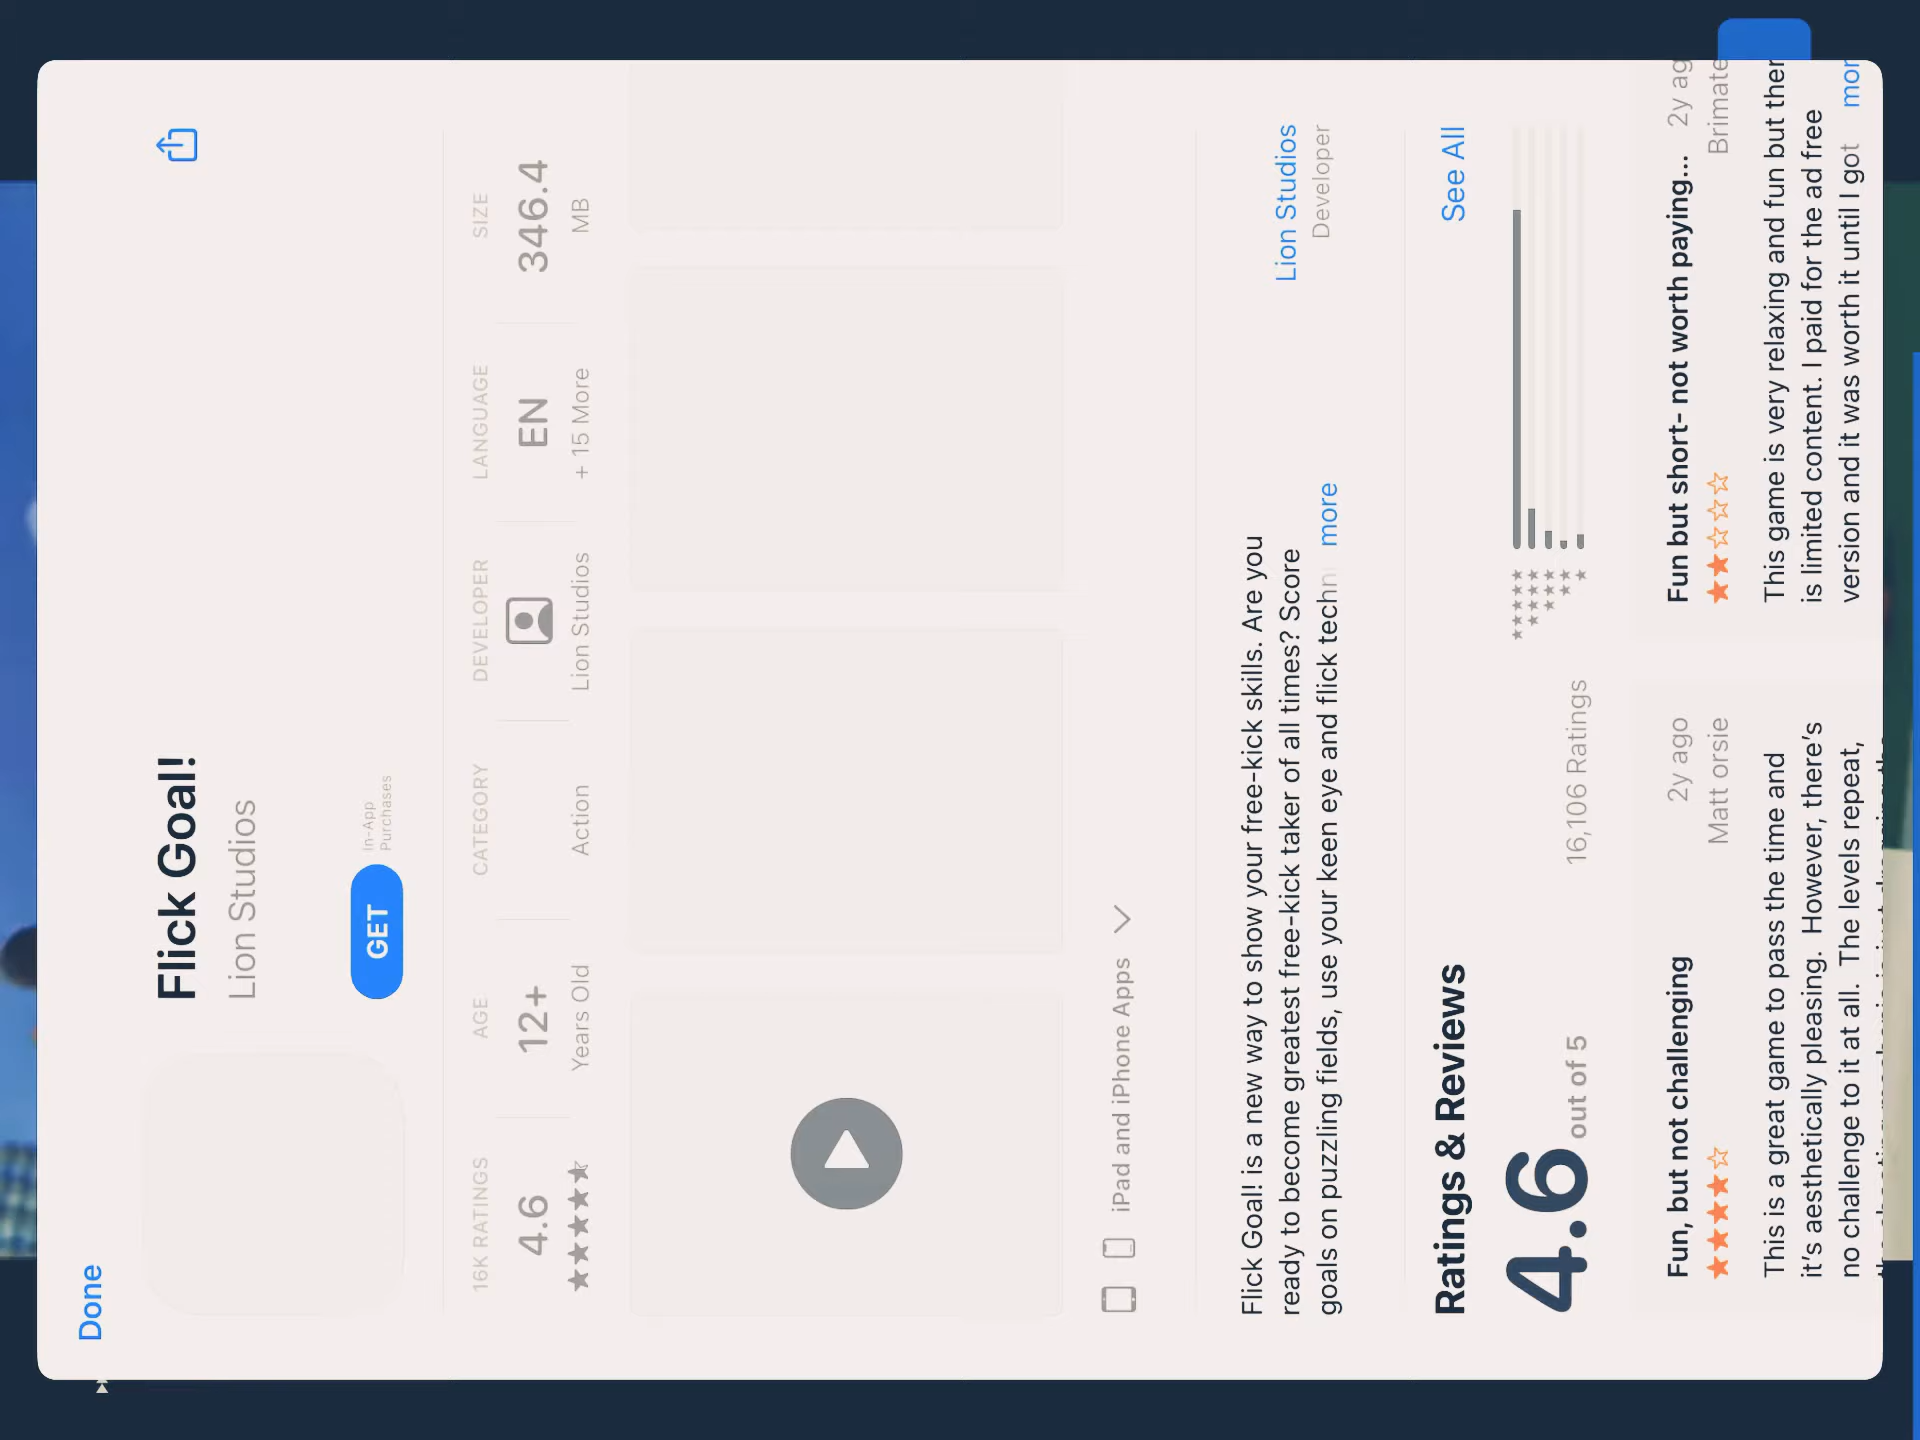 Done
Flick Goal!
Lion Studios
GET
In-App
Purchases
16K RATINGS
4.6
AGE
12+
Years Old
CATEGORY
Action
DEVELOPER
Lion Studios
LANGUAGE
EN
+ 15 More
SIZE
346.4
MB
iPad and iPhone Apps
Flick Goal! is a new way to show your free-kick skills. Are you
ready to become greatest free-kick taker of all times? Score
goals on puzzling fields, use your keen eye and flick techn more
Lion Studios
Developer
Ratings & Reviews
See All
4.6 out of 5
16,106 Ratings
Fun, but not challenging
2y ago
Matt orsie
This is a great game to pass the time and
it's aesthetically pleasing. However, there's
no challenge to it at all. The levels repeat,
Fun but short- not worth paying...
2y ag
Brimate
This game is very relaxing and fun but ther
is limited content. I paid for the ad free
version and it was worth it until I got mor